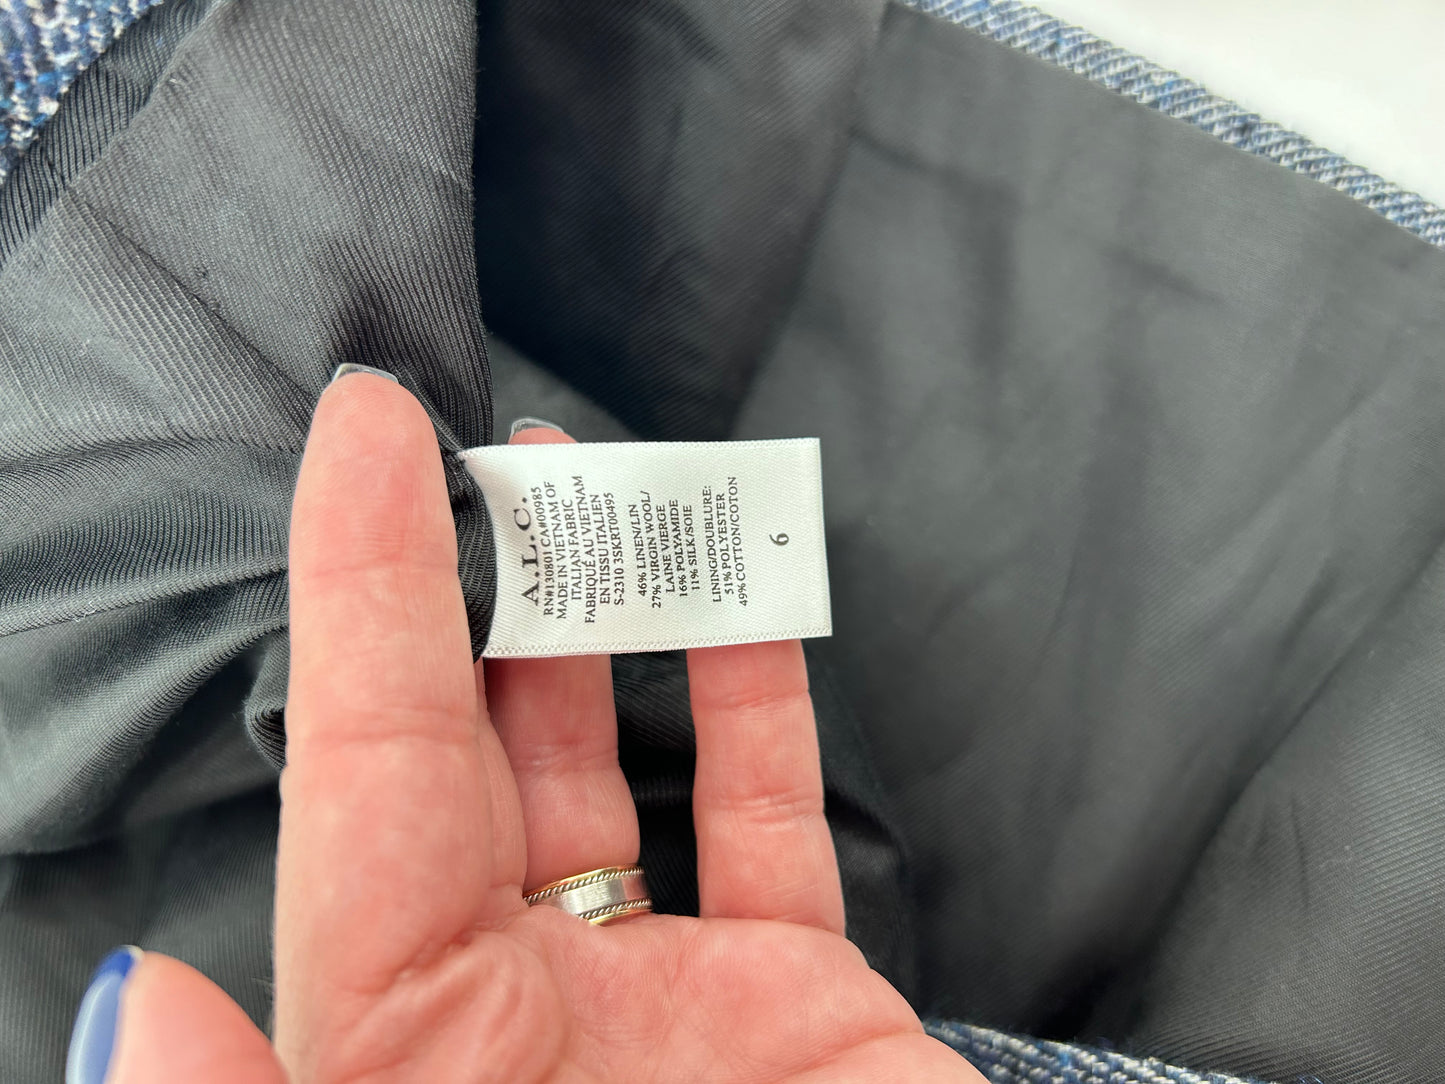 A.L.C.
RN#130801 CA#00985
MADE IN VIETNAM OF
ITALIAN FABRIC
FABRIQUÉ AU VIETNAM
EN TISSU ITALIEN
S-2310 3SKRT00495
46% LINEN/LIN
27% VIRGIN WOOL/
LAINE VIERGE
16% POLYAMIDE
11% SILK/SOIE
LINING/DOUBLURE:
51% POLYESTER
49% COTTON/COTON
6